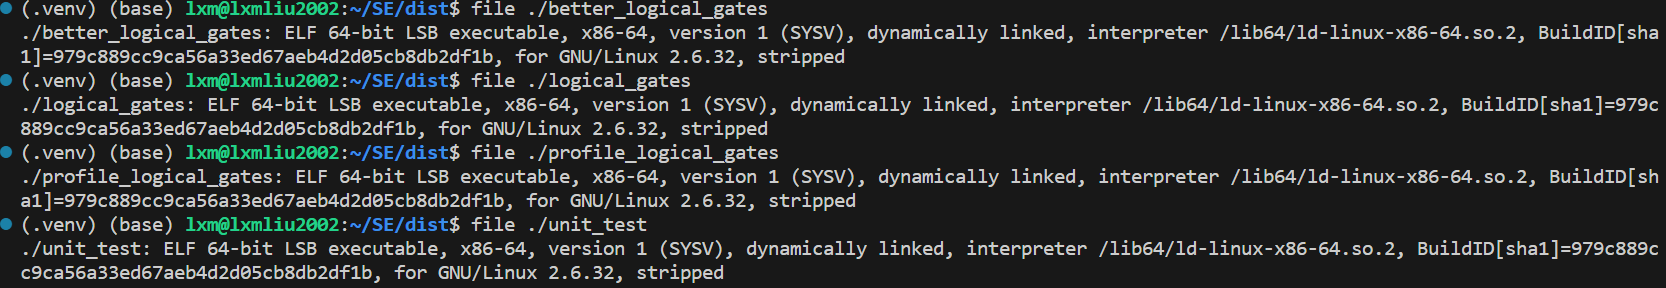 (.venv) (base) lxm@lxmliu2002:~/SE/dist$ file ./better_logical_gates
./better_logical_gates: ELF 64-bit LSB executable, x86-64, version 1 (SYSV), dynamically linked, interpreter /lib64/ld-linux-x86-64.so.2, BuildID[sha
1]=979c889cc9ca56a33ed67aeb4d2d05cb8db2df1b, for GNU/Linux 2.6.32, stripped
(.venv) (base) lxm@lxmliu2002:~/SE/dist$ file ./logical_gates
./logical_gates: ELF 64-bit LSB executable, x86-64, version 1 (SYSV), dynamically linked, interpreter /lib64/ld-linux-x86-64.so.2, BuildID[sha1]=979c
889cc9ca56a33ed67aeb4d2d05cb8db2df1b, for GNU/Linux 2.6.32, stripped
(.venv) (base) lxm@lxmliu2002:~/SE/dist$ file ./profile_logical_gates
./profile_logical_gates: ELF 64-bit LSB executable, x86-64, version 1 (SYSV), dynamically linked, interpreter /lib64/ld-linux-x86-64.so.2, BuildID[sh
a1]=979c889cc9ca56a33ed67aeb4d2d05cb8db2df1b, for GNU/Linux 2.6.32, stripped
(.venv) (base) lxm@lxmliu2002:~/SE/dist$ file ./unit_test
./unit_test: ELF 64-bit LSB executable, x86-64, version 1 (SYSV), dynamically linked, interpreter /lib64/ld-linux-x86-64.so.2, BuildID[sha1]=979c889c
c9ca56a33ed67aeb4d2d05cb8db2df1b, for GNU/Linux 2.6.32, stripped